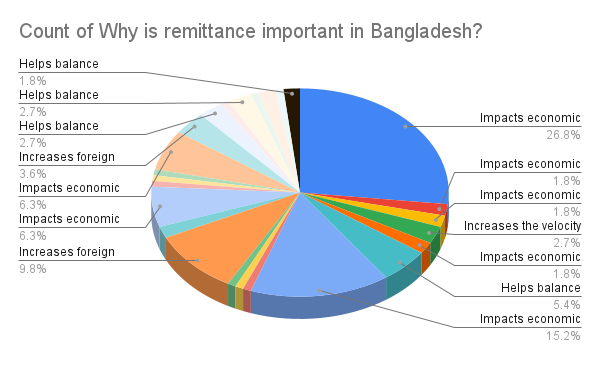 Count of Why is remittance important in Bangladesh?
Helps balance
1.8%
Helps balance
2.7%
Helps balance
2.7%
Increases foreign
3.6%
Impacts economic
6.3%
Impacts economic
6.3%
Increases foreign
9.8%
Impacts economic
26.8%
Impacts economic
1.8%
Impacts economic
1.8%
Increases the velocity
2.7%
Impacts economic
1.8%
Helps balance
5.4%
Impacts economic
15.2%